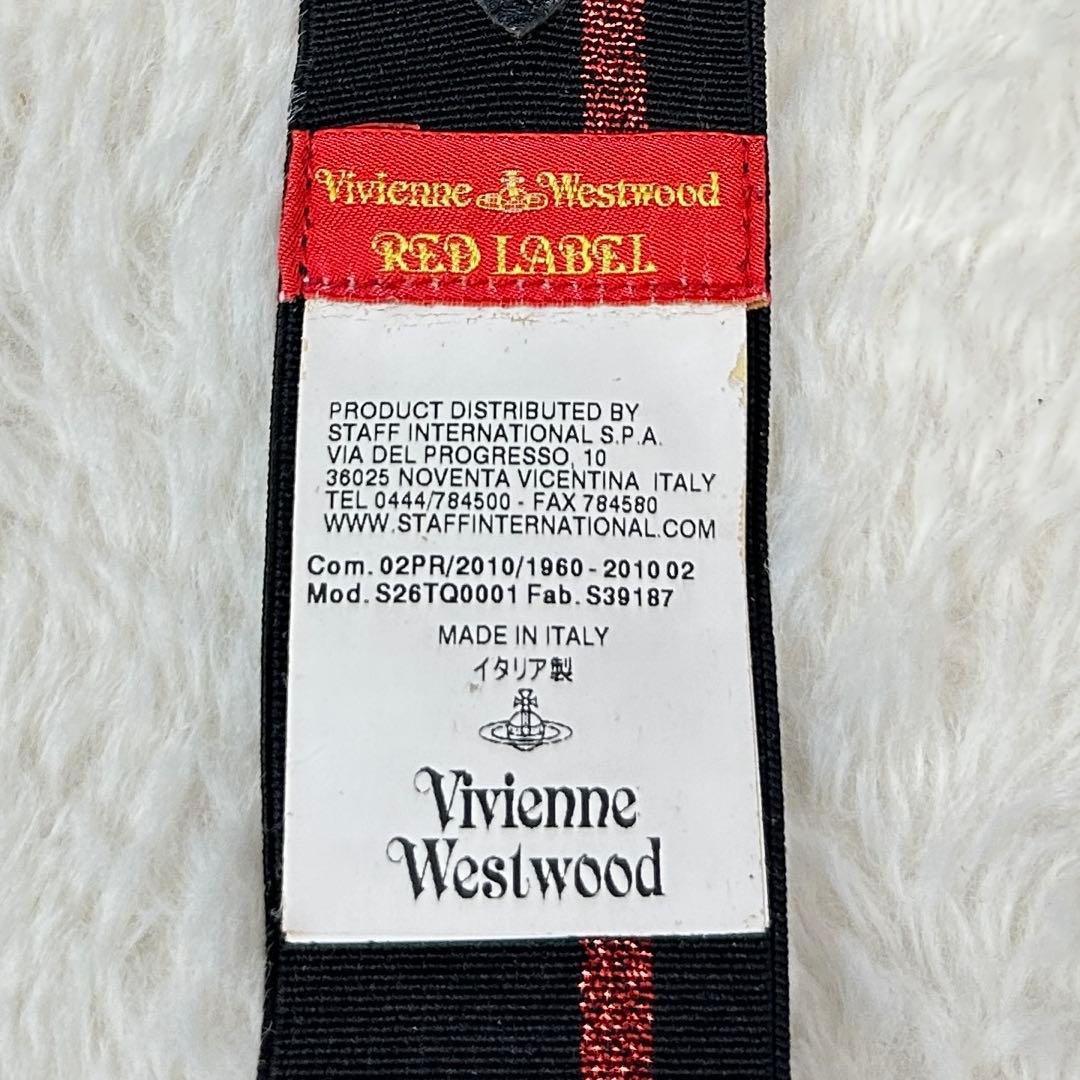 Vivienne Westwood
RED LABEL
PRODUCT DISTRIBUTED BY
STAFF INTERNATIONAL S.P.A.
VIA DEL PROGRESSO, 10
36025 NOVENTA VICENTINA ITALY
TEL 0444/784500 - FAX 784580
WWW.STAFFINTERNATIONAL.COM
Com. 02PR/2010/1960 - 2010 02
Mod. S26TQ0001 Fab. S39187
MADE IN ITALY
イタリア製
Vivienne
Westwood